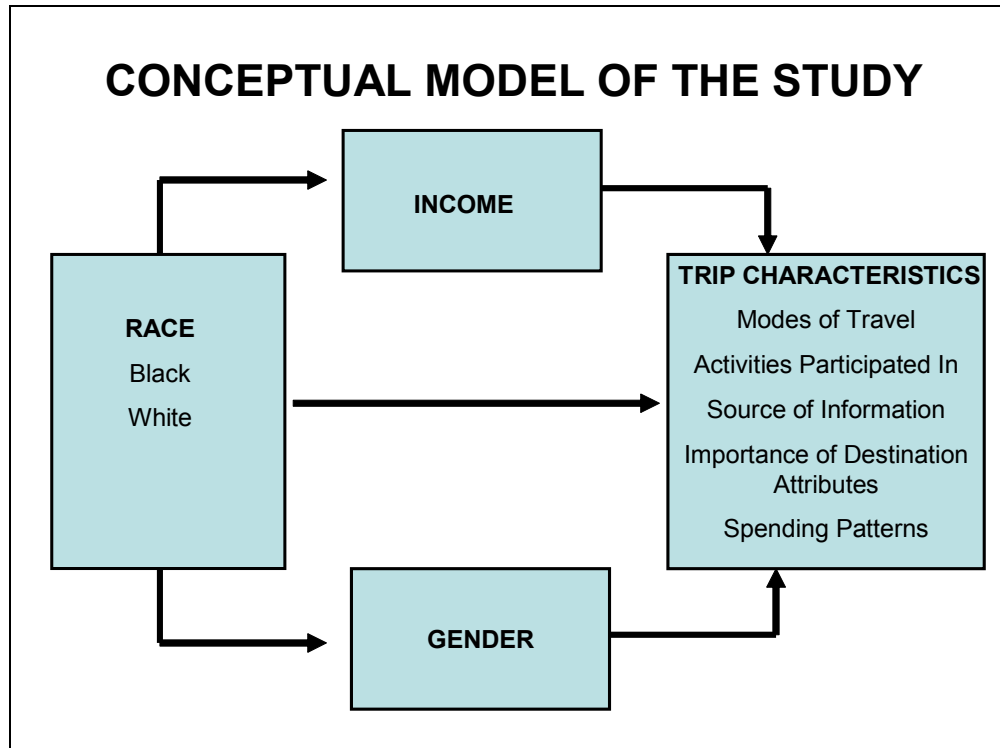 CONCEPTUAL MODEL OF THE STUDY
INCOME
RACE
Black
White
TRIP CHARACTERISTICS
Modes of Travel
Activities Participated In
Source of Information
Importance of Destination
Attributes
Spending Patterns
GENDER